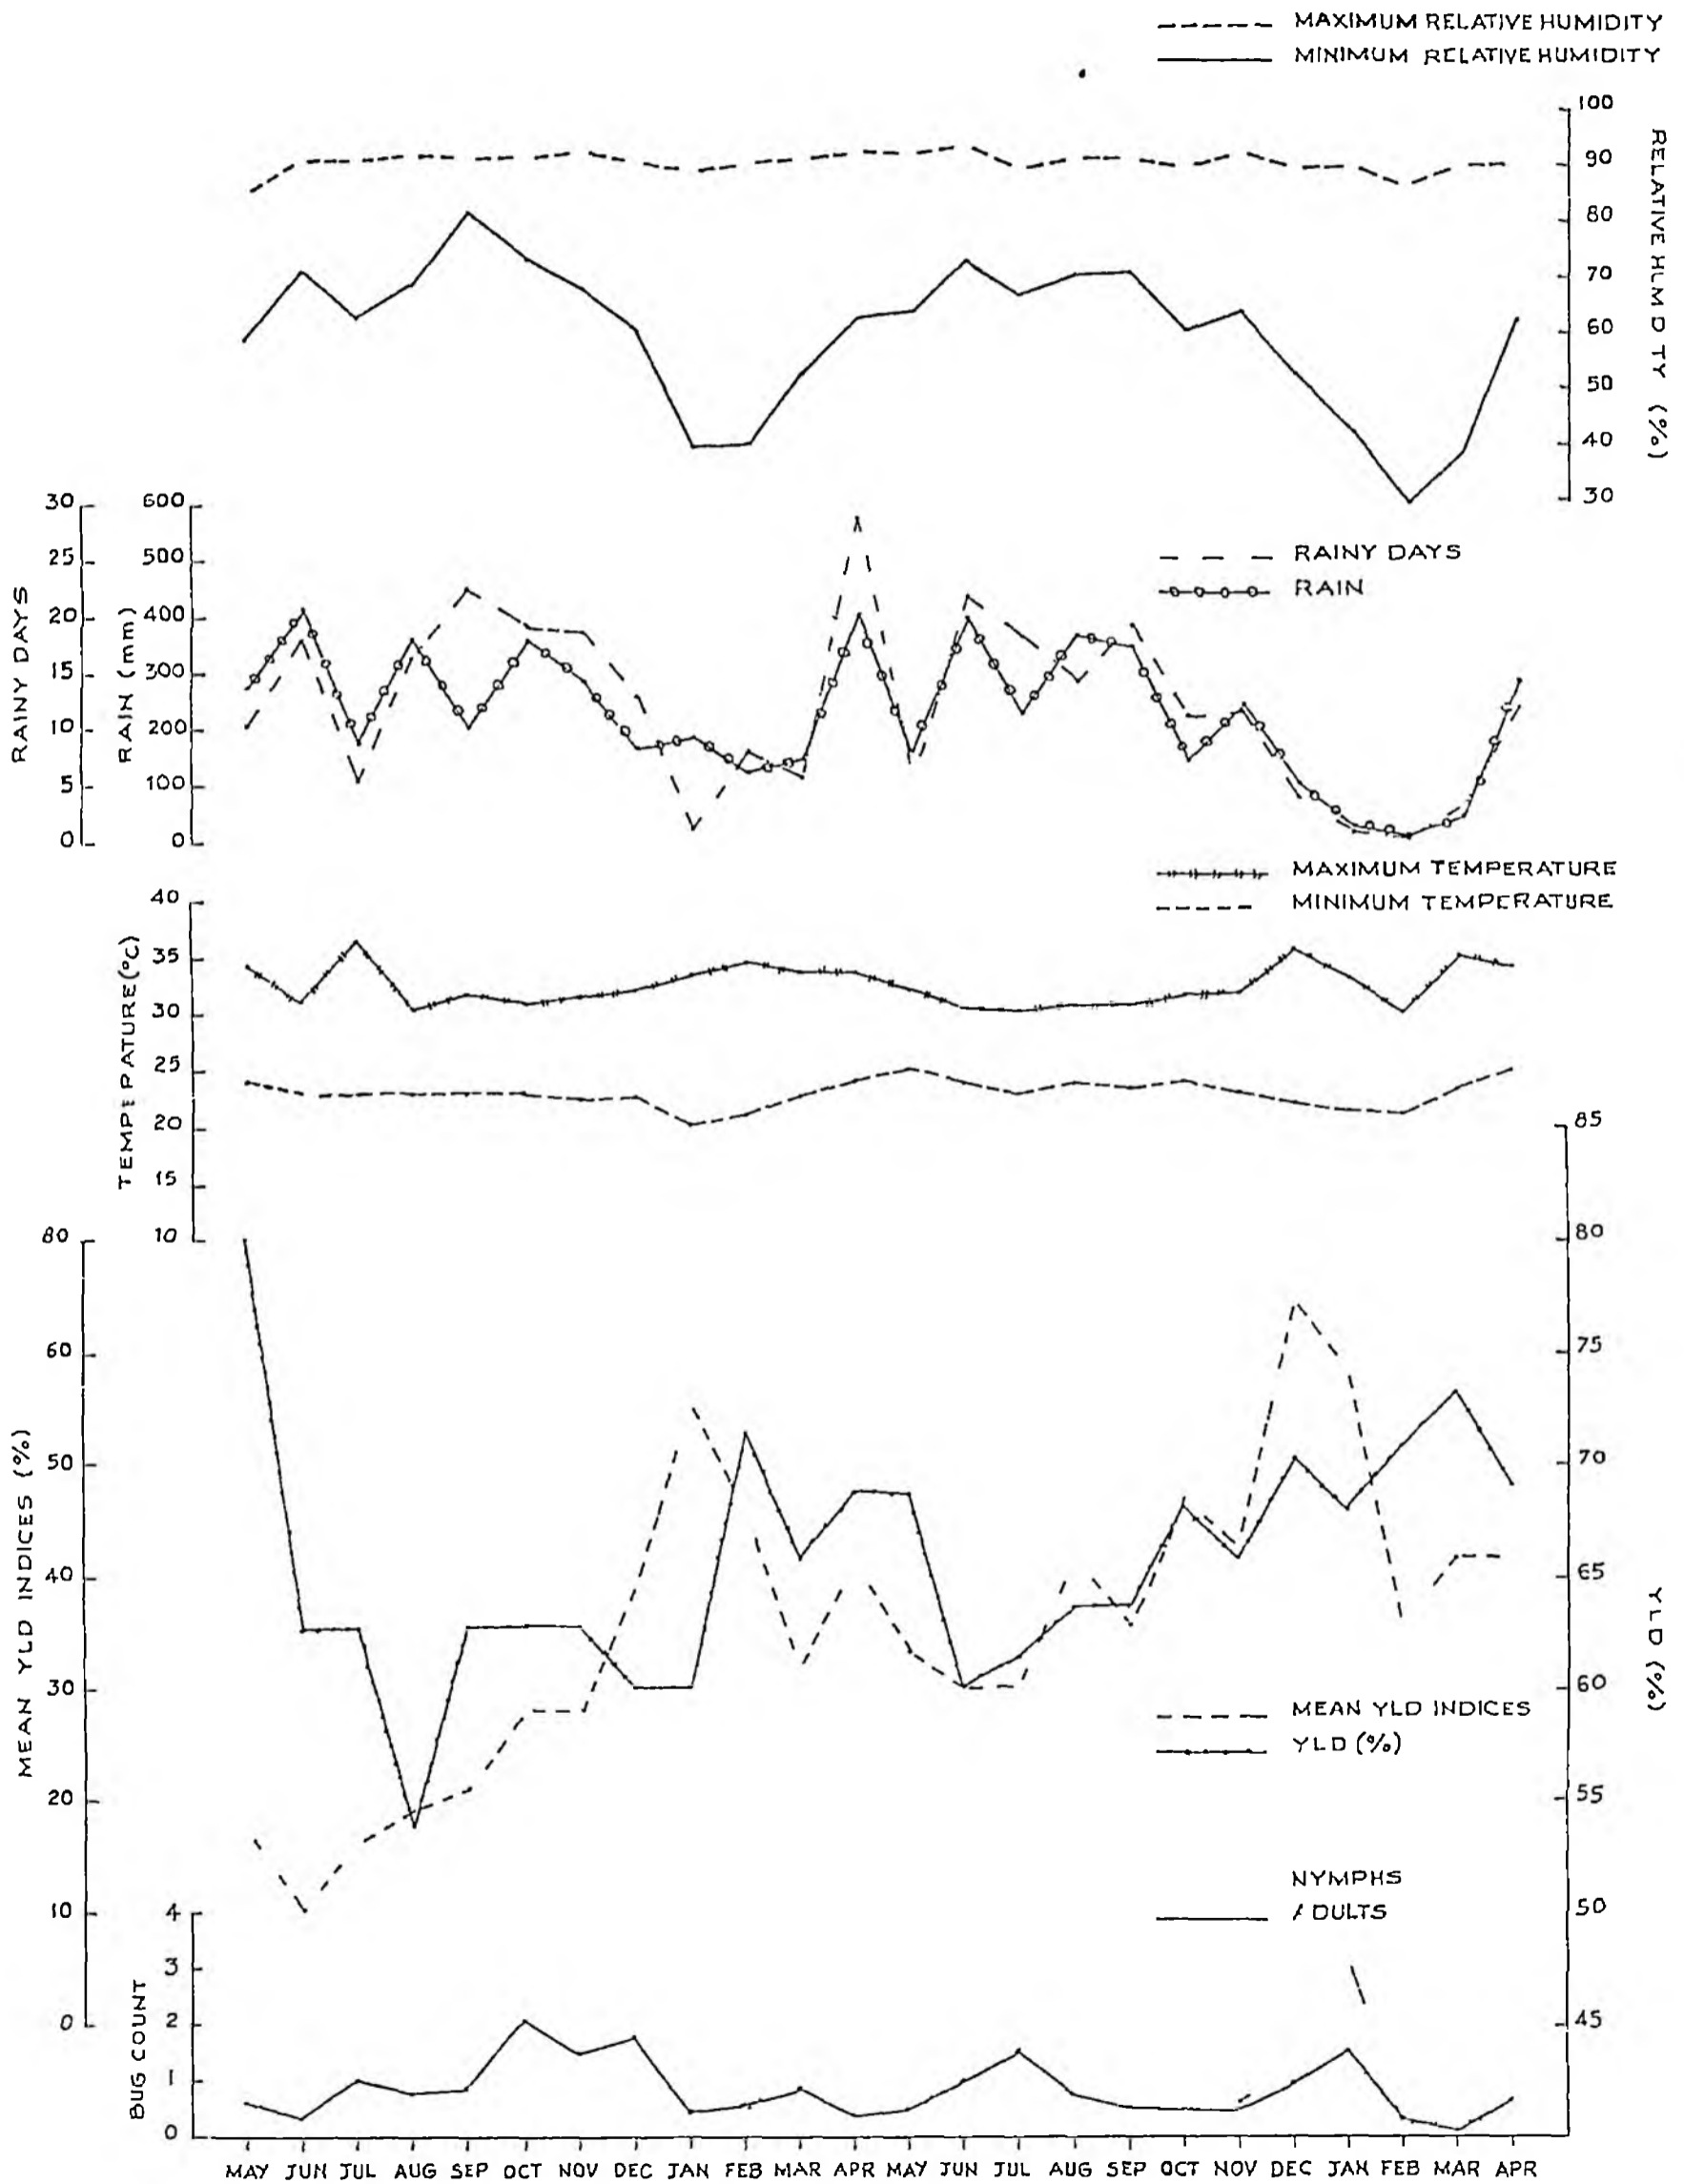 MAXIMUM RELATIVE HUMIDITY
MINIMUM RELATIVE HUMIDITY
100
90
80
70
60
50
40
30
RELATIVE HLM D TY (%)
30
25
20
15
10
5
0
RAINY DAYS
600
500
400
300
200
100
0
RAIN (mm)
RAINY DAYS
RAIN
MAXIMUM TEMPERATURE
MINIMUM TEMPERATURE
40
35
30
25
20
15
10
TEMPERATURE (°C)
80
60
50
40
30
20
10
0
MEAN YLD INDICES (%)
85
80
75
70
65
60
55
50
45
YLD (%)
MEAN YLD INDICES
YLD (%)
NYMPHS
ADULTS
4
3
2
1
0
BUG COUNT
MAY JUN JUL AUG SEP OCT NOV DEC JAN FEB MAR APR MAY JUN JUL AUG SEP OCT NOV DEC JAN FEB MAR APR